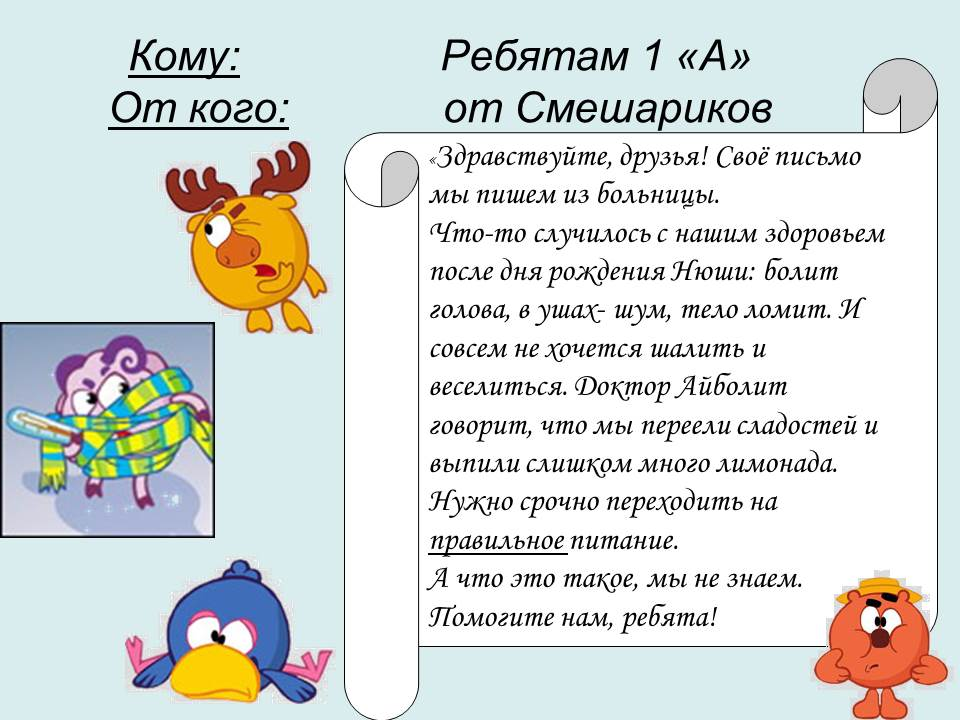 Кому: Ребятам 1 «А»
От кого: от Смешариков
«Здравствуйте, друзья! Своё письмо
мы пишем из больницы.
Что-то случилось с нашим здоровьем
после дня рождения Нюши: болит
голова, в ушах- шум, тело ломит. И
совсем не хочется шалить и
веселиться. Доктор Айболит
говорит, что мы переели сладостей и
выпили слишком много лимонада.
Нужно срочно переходить на
правильное питание.
А что это такое, мы не знаем.
Помогите нам, ребята!